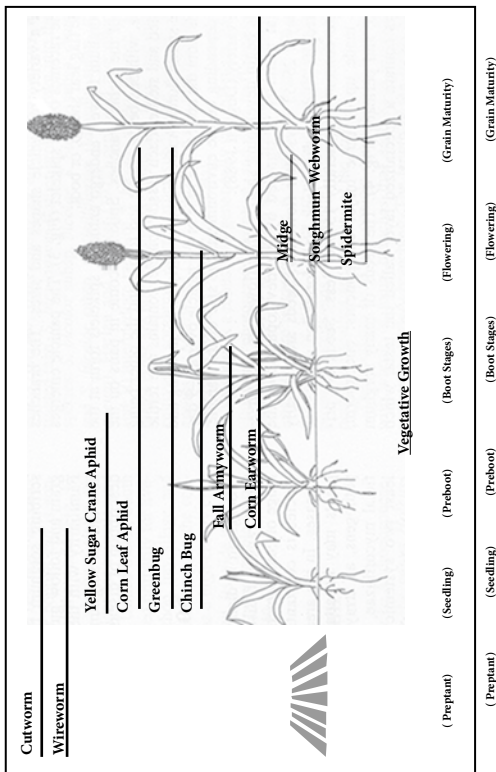 Cutworm
Wireworm
Yellow Sugar Crane Aphid
Corn Leaf Aphid
Greenbug
Chinch Bug
Fall Armyworm
Corn Earworm
Midge
Sorghmun Webworm
Spidermite
Vegetative Growth
( Preptant) (Seedling) (Preboot) (Boot Stages) (Flowering) (Grain Maturity)
( Preptant) (Seedling) (Preboot) (Boot Stages) (Flowering) (Grain Maturity)